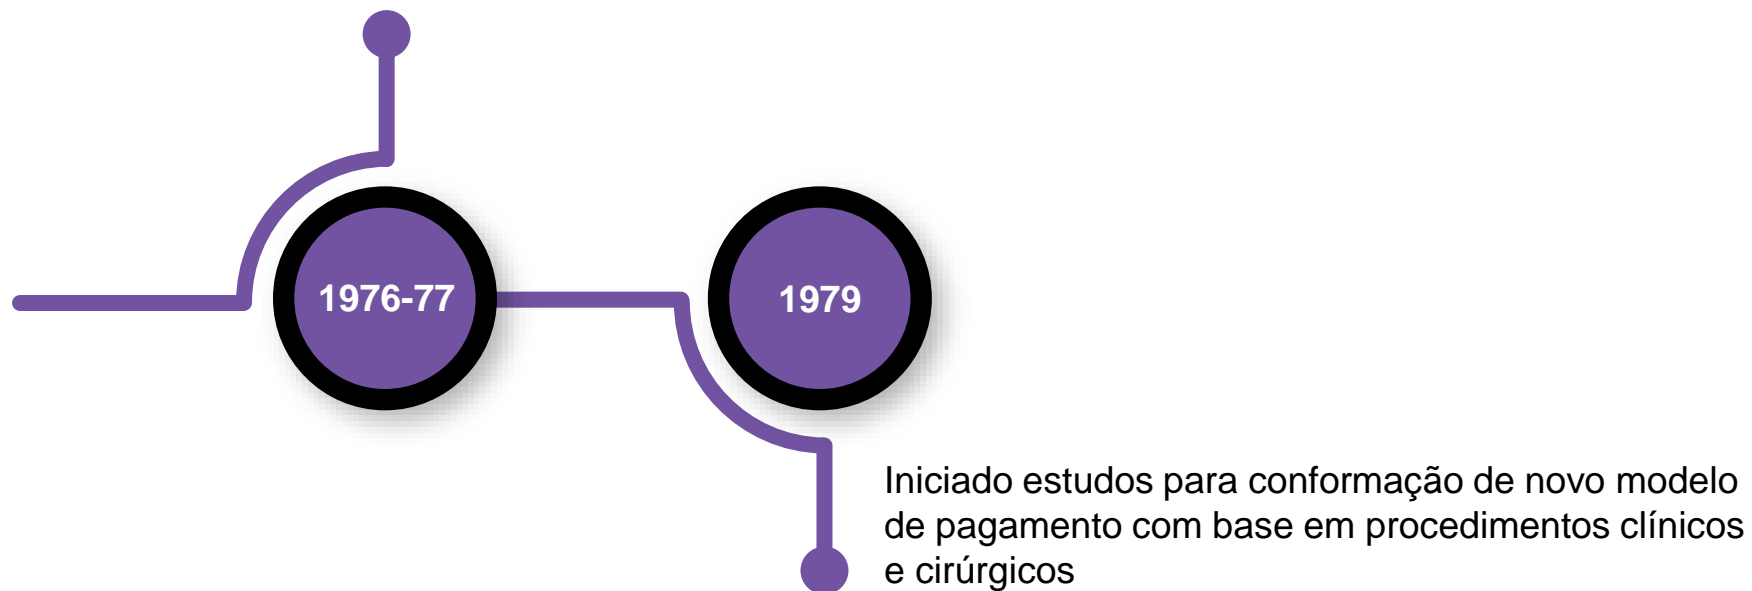 1976-77
1979
Iniciado estudos para conformação de novo modelo
de pagamento com base em procedimentos clínicos
e cirúrgicos